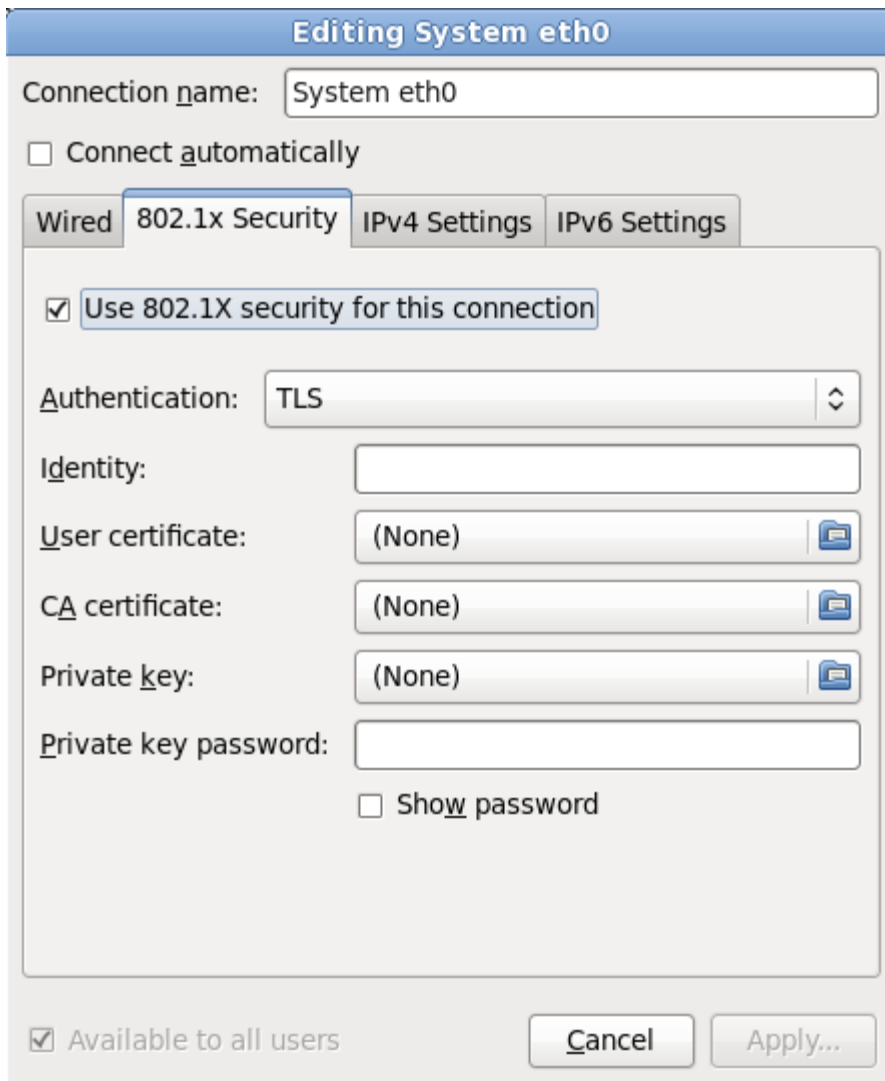 Editing System eth0
Connection name: System eth0
Connect automatically
Wired 802.1x Security IPv4 Settings IPv6 Settings
Use 802.1X security for this connection
Authentication: TLS
Identity:
User certificate: (None)
CA certificate: (None)
Private key: (None)
Private key password:
Show password
Available to all users Cancel Apply...